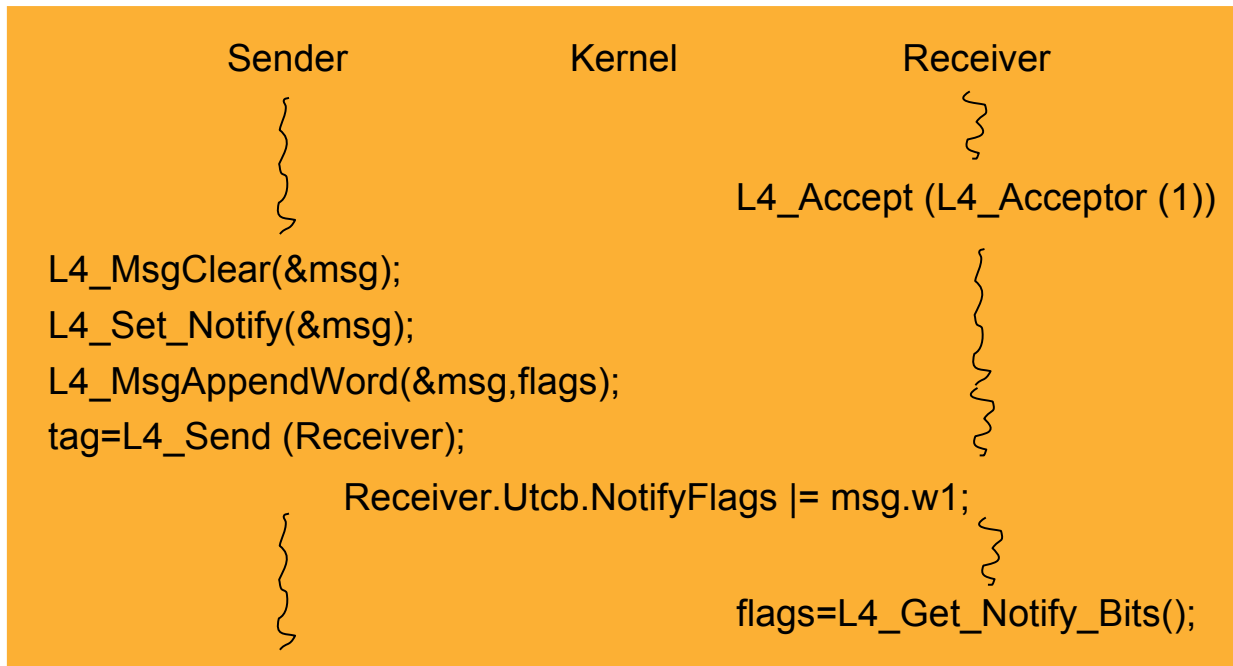 Sender Kernel Receiver
L4_Accept (L4_Acceptor (1))
L4_MsgClear(&msg);
L4_Set_Notify(&msg);
L4_MsgAppendWord(&msg,flags);
tag=L4_Send (Receiver);
Receiver.Utcb.NotifyFlags |= msg.w1;
flags=L4_Get_Notify_Bits();